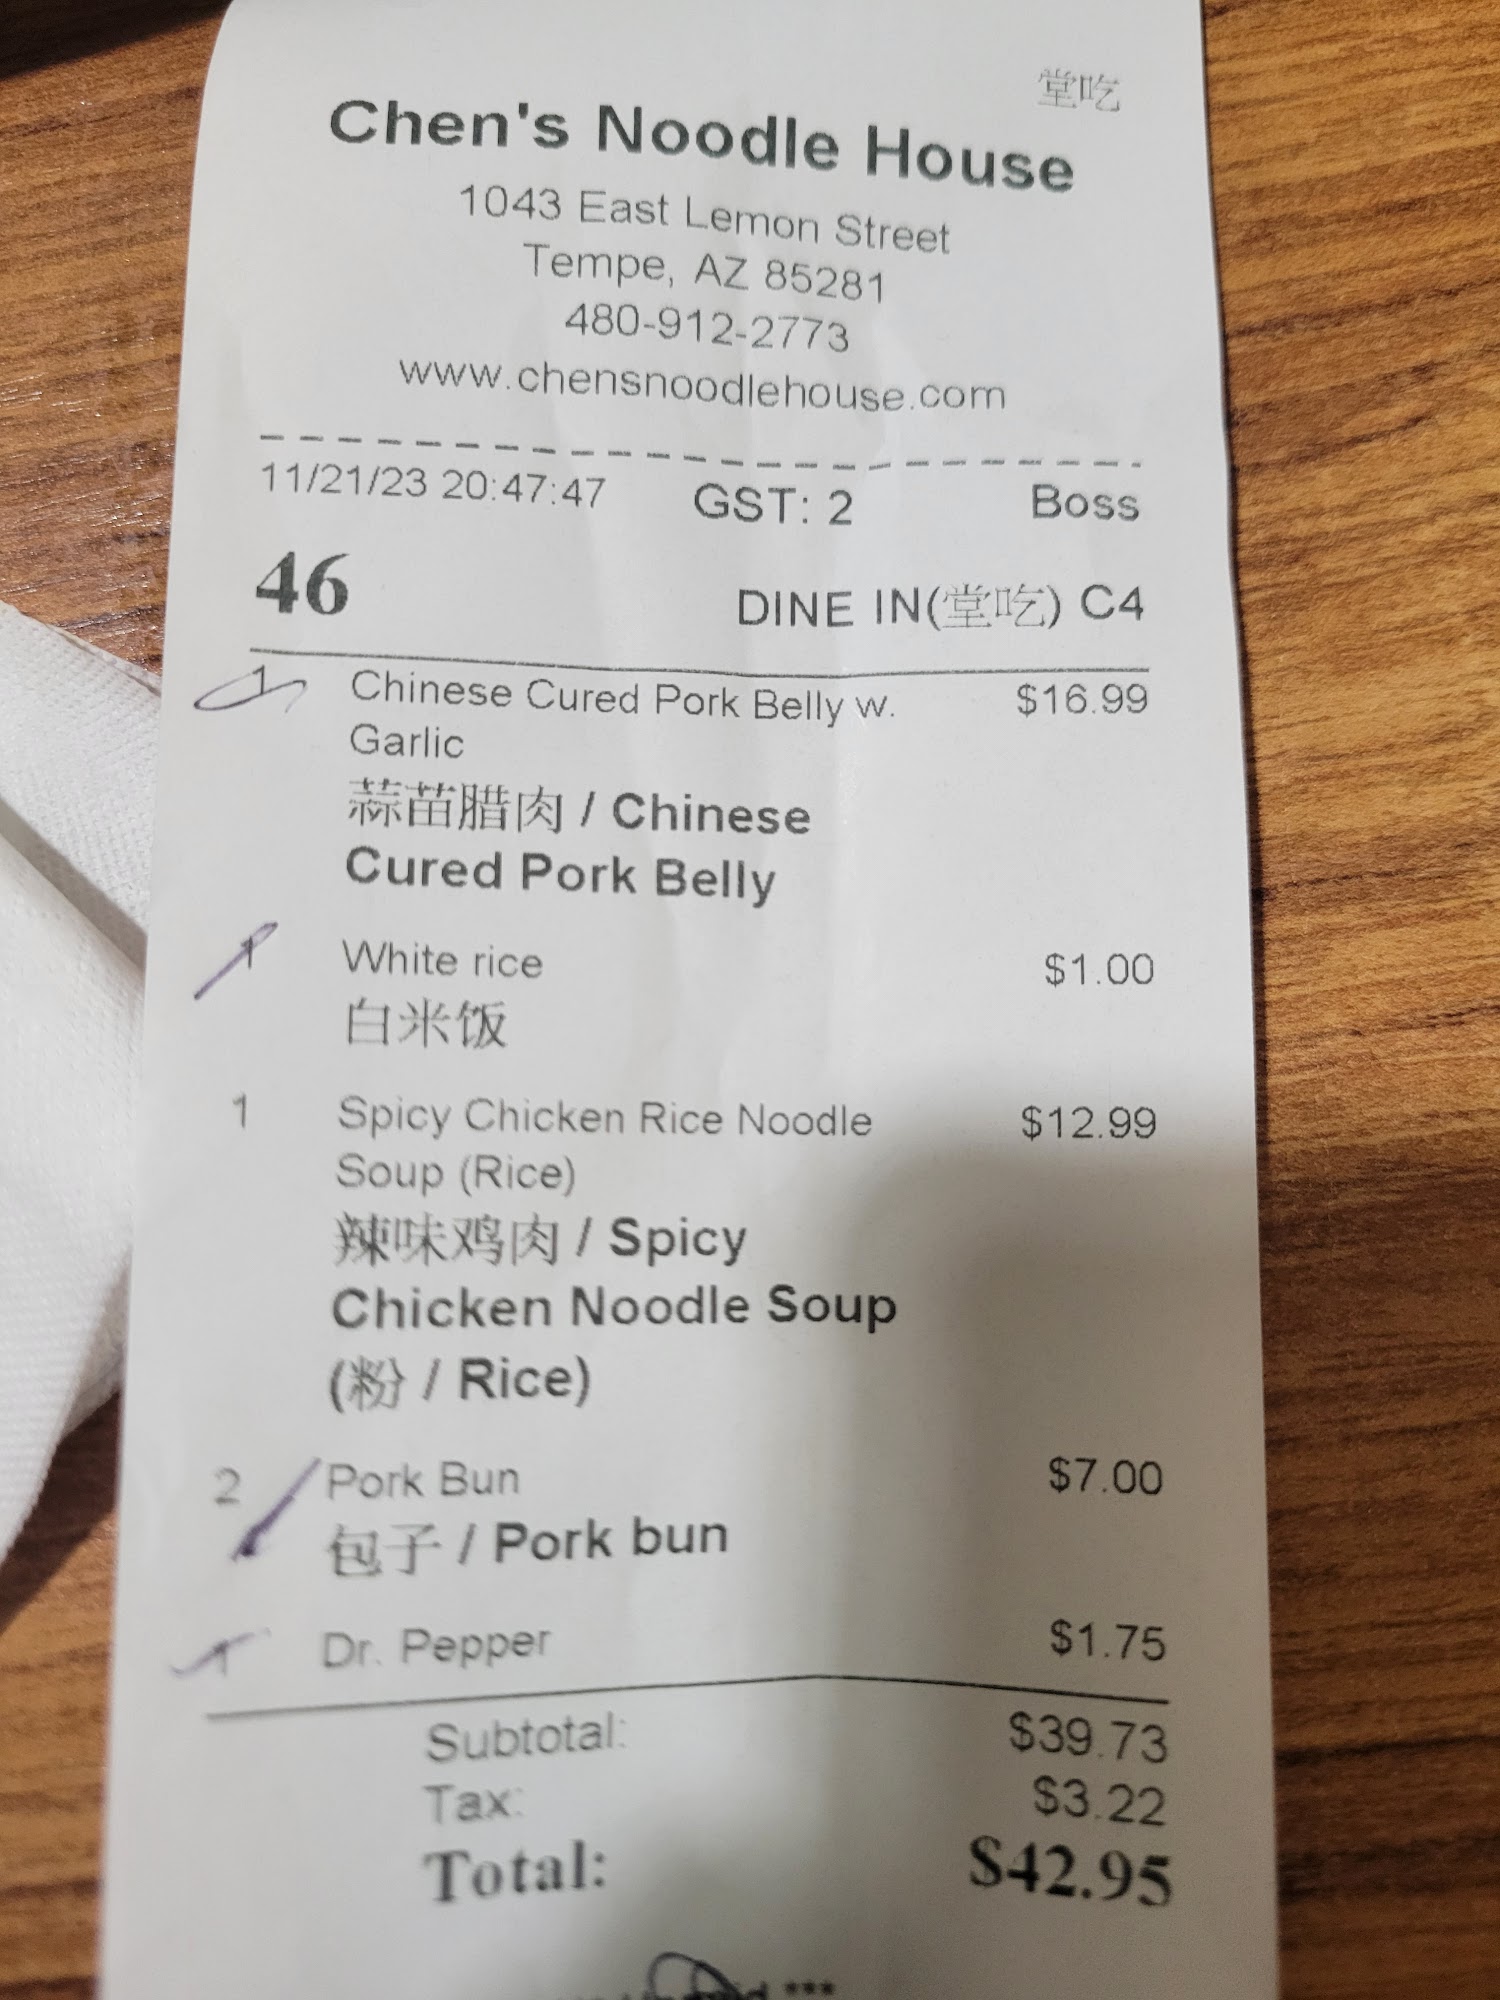 堂吃
Chen's Noodle House
1043 East Lemon Street
Tempe, AZ 85281
480-912-2773
www.chensnoodlehouse.com
11/21/23 20:47:47 GST: 2 Boss
46 DINE IN(堂吃) C4
1 Chinese Cured Pork Belly w. $16.99
Garlic
蒜苗腊肉 / Chinese
Cured Pork Belly
1 White rice $1.00
白米饭
1 Spicy Chicken Rice Noodle $12.99
Soup (Rice)
辣味鸡肉 / Spicy
Chicken Noodle Soup
(粉 / Rice)
2 Pork Bun $7.00
包子 / Pork bun
1 Dr. Pepper $1.75
Subtotal: $39.73
Tax: $3.22
Total: $42.95
***